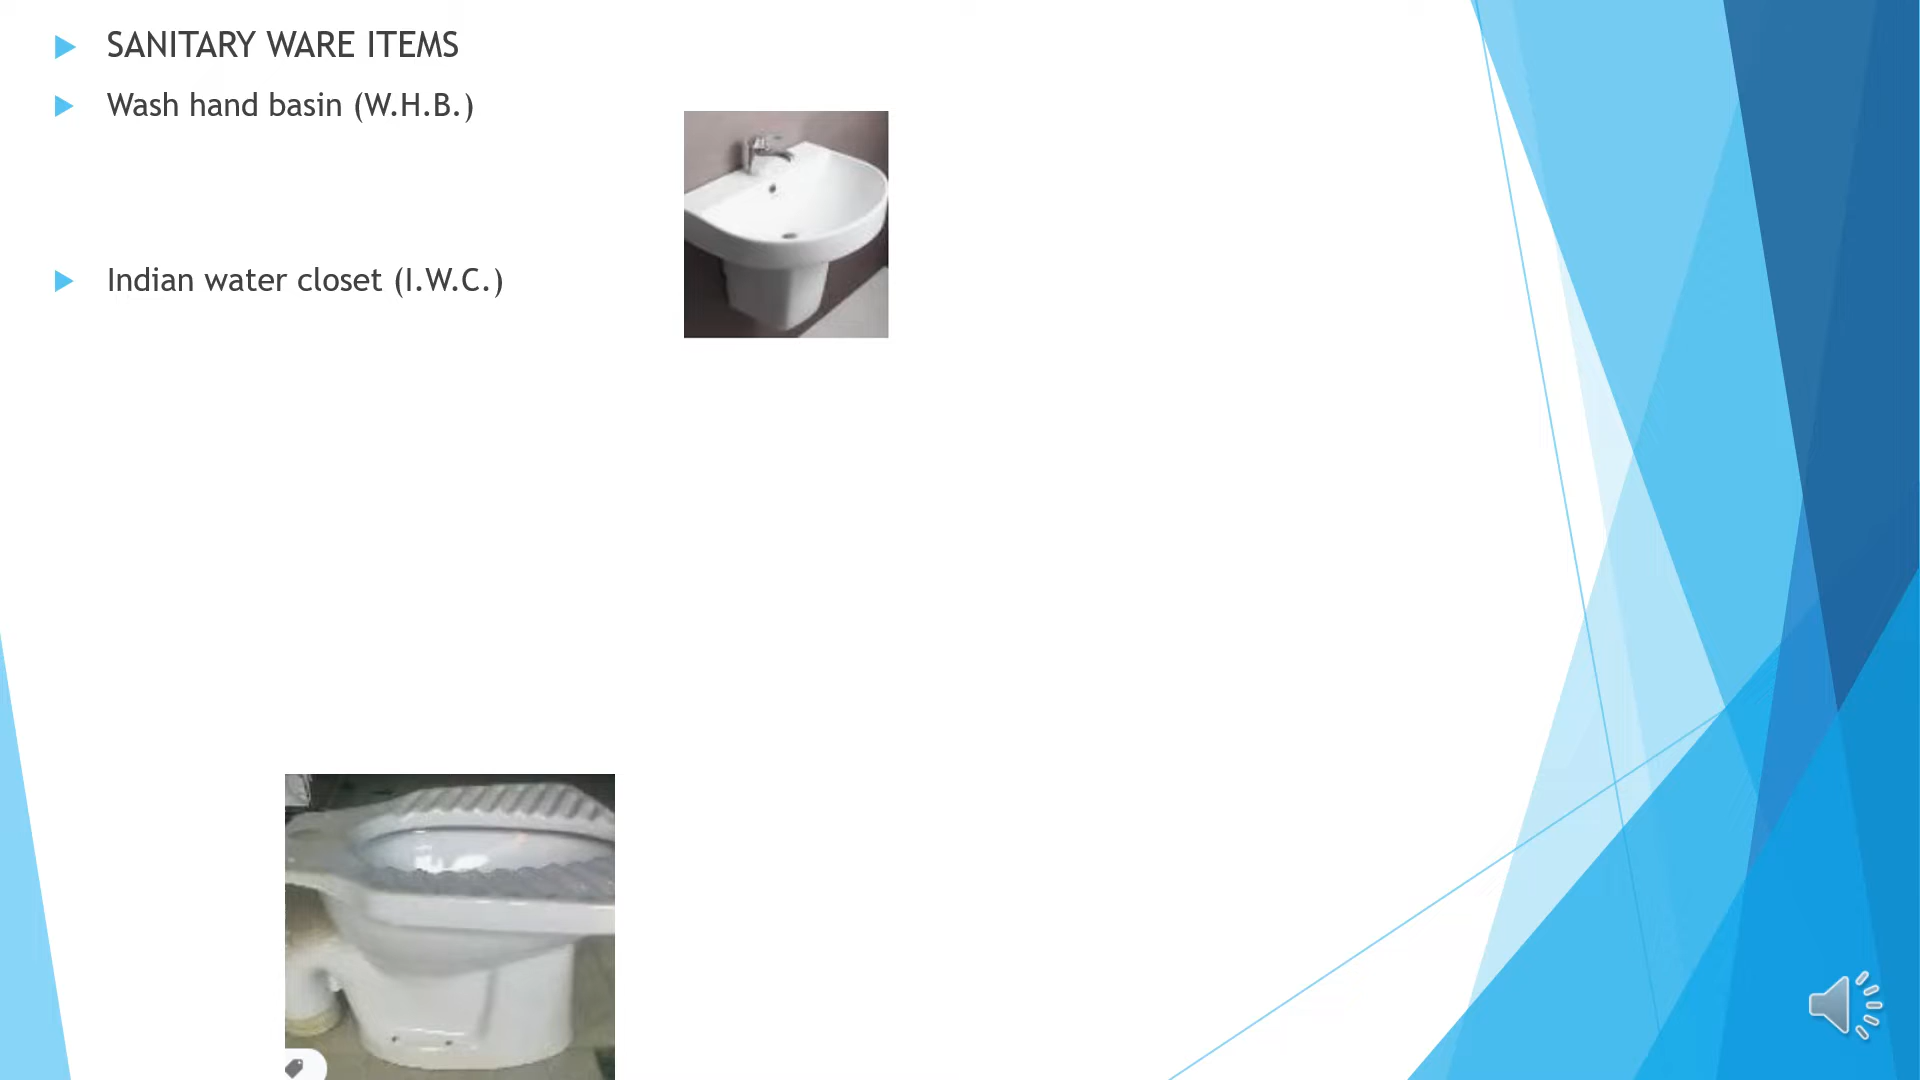 SANITARY WARE ITEMS
Wash hand basin (W.H.B.)
Indian water closet (I.W.C.)